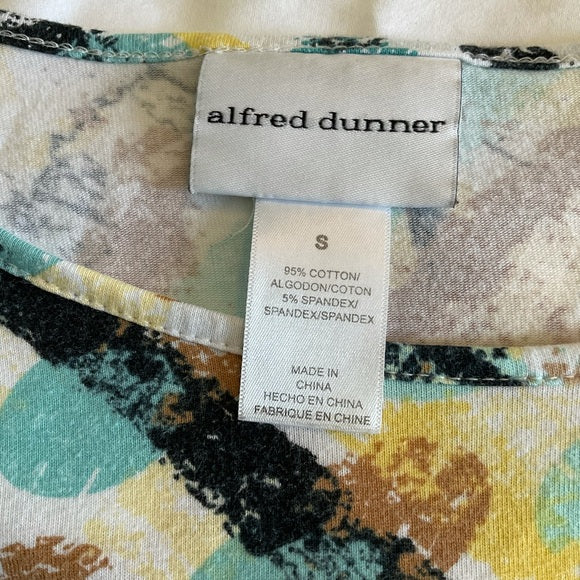 alfred dunner
S
95% COTTON/
ALGODON/COTON
5% SPANDEX/
SPANDEX/SPANDEX
MADE IN
CHINA
HECHO EN CHINA
FABRIQUE EN CHINE